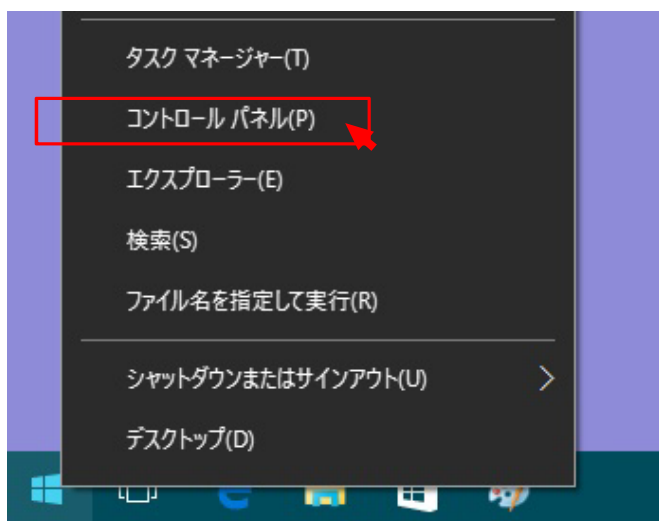 タスク マネージャー(T)
コントロール パネル(P)
エクスプローラー(E)
検索(S)
ファイル名を指定して実行(R)
シャットダウンまたはサインアウト(U)
デスクトップ(D)